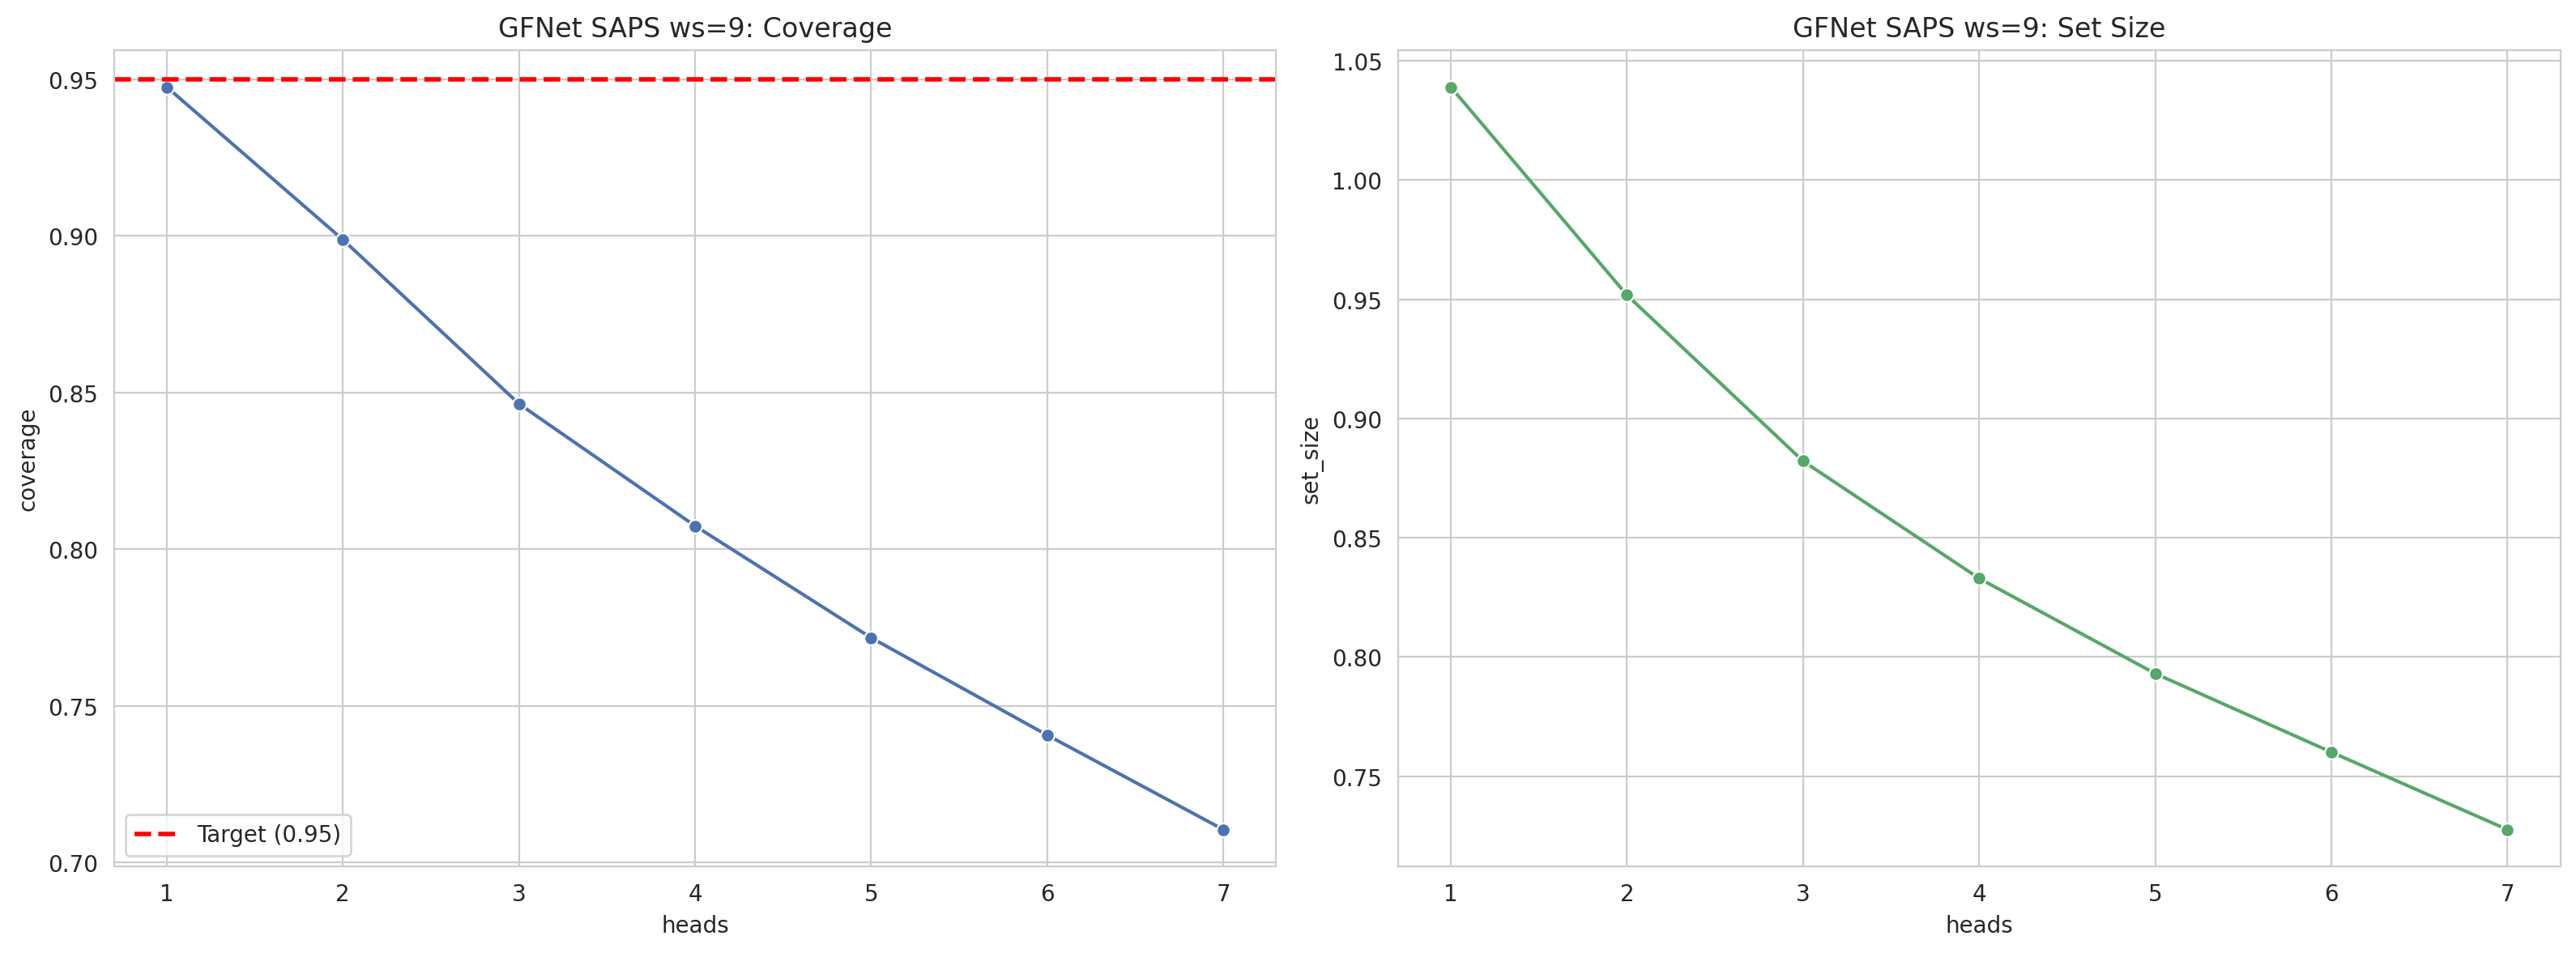 GFNet SAPS ws=9: Coverage
0.95
0.90
0.85
0.80
0.75
0.70
coverage
Target (0.95)
1 2 3 4 5 6 7
heads
GFNet SAPS ws=9: Set Size
1.05
1.00
0.95
0.90
0.85
0.80
0.75
set_size
1 2 3 4 5 6 7
heads